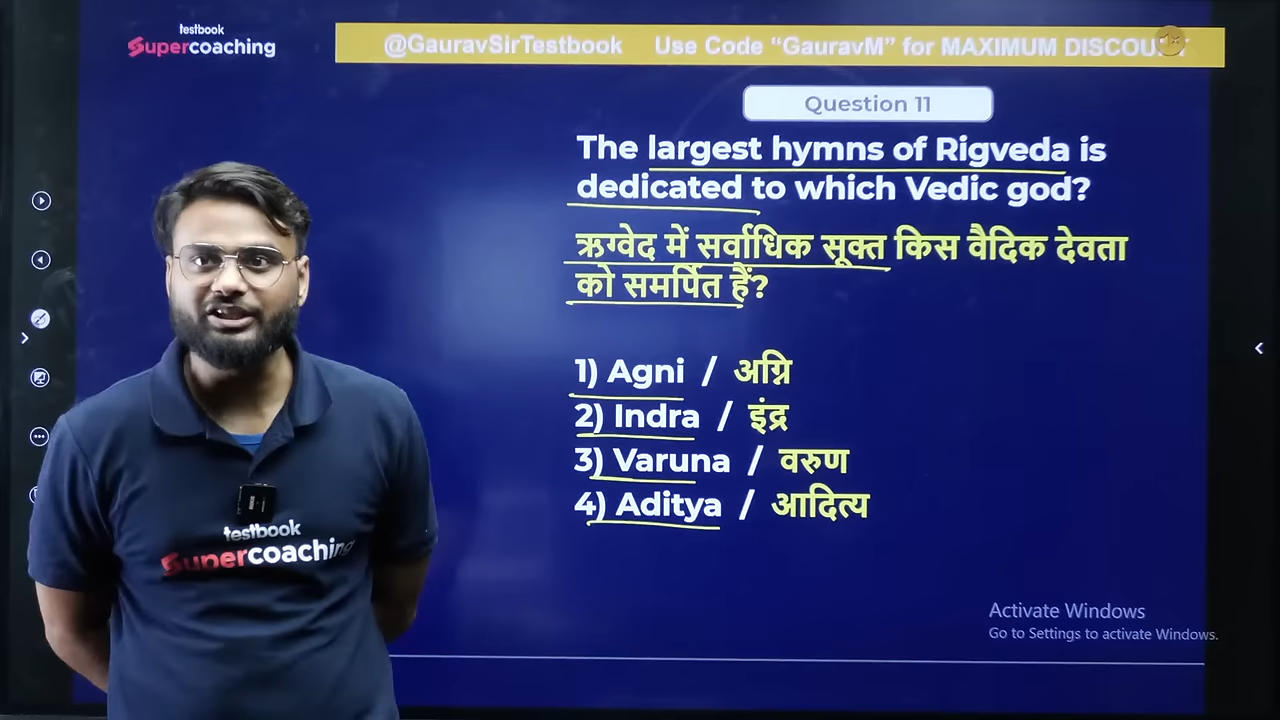 testbook
Supercoaching
@GauravSirTestbook Use Code “GauravM” for MAXIMUM DISCOUNT
Question 11
The largest hymns of Rigveda is
dedicated to which Vedic god?
ऋग्वेद में सर्वाधिक सूक्त किस वैदिक देवता
को समर्पित हैं?
1) Agni / अग्नि
2) Indra / इंद्र
3) Varuna / वरुण
4) Aditya / आदित्य
testbook
Supercoaching
Activate Windows
Go to Settings to activate Windows.